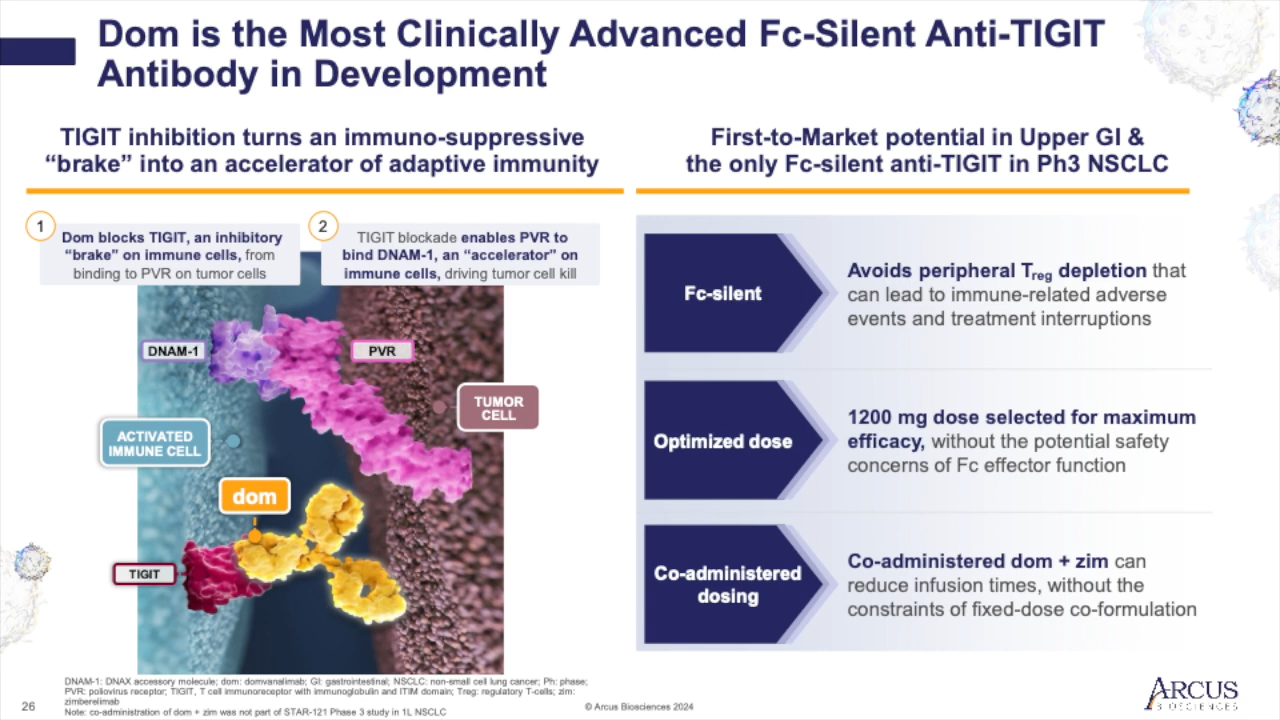 Dom is the Most Clinically Advanced Fc-Silent Anti-TIGIT
Antibody in Development
TIGIT inhibition turns an immuno-suppressive
“brake” into an accelerator of adaptive immunity
1
Dom blocks TIGIT, an inhibitory
“brake” on immune cells, from
binding to PVR on tumor cells
2
TIGIT blockade enables PVR to
bind DNAM-1, an “accelerator” on
immune cells, driving tumor cell kill
DNAM-1
PVR
TUMOR
CELL
ACTIVATED
IMMUNE CELL
dom
TIGIT
First-to-Market potential in Upper GI &
the only Fc-silent anti-TIGIT in Ph3 NSCLC
Fc-silent
Avoids peripheral Treg depletion that
can lead to immune-related adverse
events and treatment interruptions
Optimized dose
1200 mg dose selected for maximum
efficacy, without the potential safety
concerns of Fc effector function
Co-administered
dosing
Co-administered dom + zim can
reduce infusion times, without the
constraints of fixed-dose co-formulation
DNAM-1: DNAX accessory molecule; dom: domvanalimab; GI: gastrointestinal; NSCLC: non-small cell lung cancer; Ph: phase;
PVR: poliovirus receptor; TIGIT, T cell immunoreceptor with immunoglobulin and ITIM domain; Treg: regulatory T-cells; zim:
zimberelimab
Note: co-administration of dom + zim was not part of STAR-121 Phase 3 study in 1L NSCLC
26
© Arcus Biosciences 2024
ARCUS
BIOSCIENCES